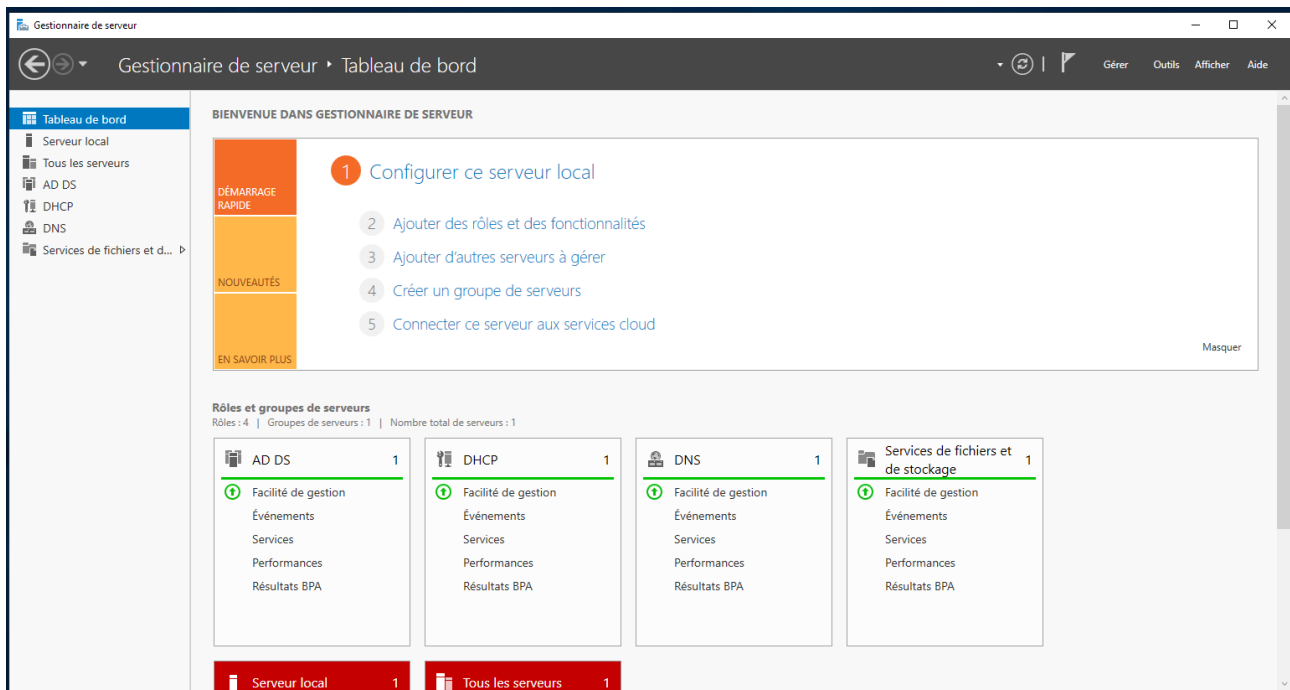 Gestionnaire de serveur
Gestionnaire de serveur • Tableau de bord
Gérer Outils Afficher Aide
Tableau de bord
Serveur local
Tous les serveurs
AD DS
DHCP
DNS
Services de fichiers et d...
BIENVENUE DANS GESTIONNAIRE DE SERVEUR
DÉMARRAGE
RAPIDE
NOUVEAUTÉS
EN SAVOIR PLUS
1 Configurer ce serveur local
2 Ajouter des rôles et des fonctionnalités
3 Ajouter d'autres serveurs à gérer
4 Créer un groupe de serveurs
5 Connecter ce serveur aux services cloud
Masquer
Rôles et groupes de serveurs
Rôles : 4 | Groupes de serveurs : 1 | Nombre total de serveurs : 1
AD DS 1
Facilité de gestion
Événements
Services
Performances
Résultats BPA
DHCP 1
Facilité de gestion
Événements
Services
Performances
Résultats BPA
DNS 1
Facilité de gestion
Événements
Services
Performances
Résultats BPA
Services de fichiers et
de stockage 1
Facilité de gestion
Événements
Services
Performances
Résultats BPA
Serveur local 1
Tous les serveurs 1